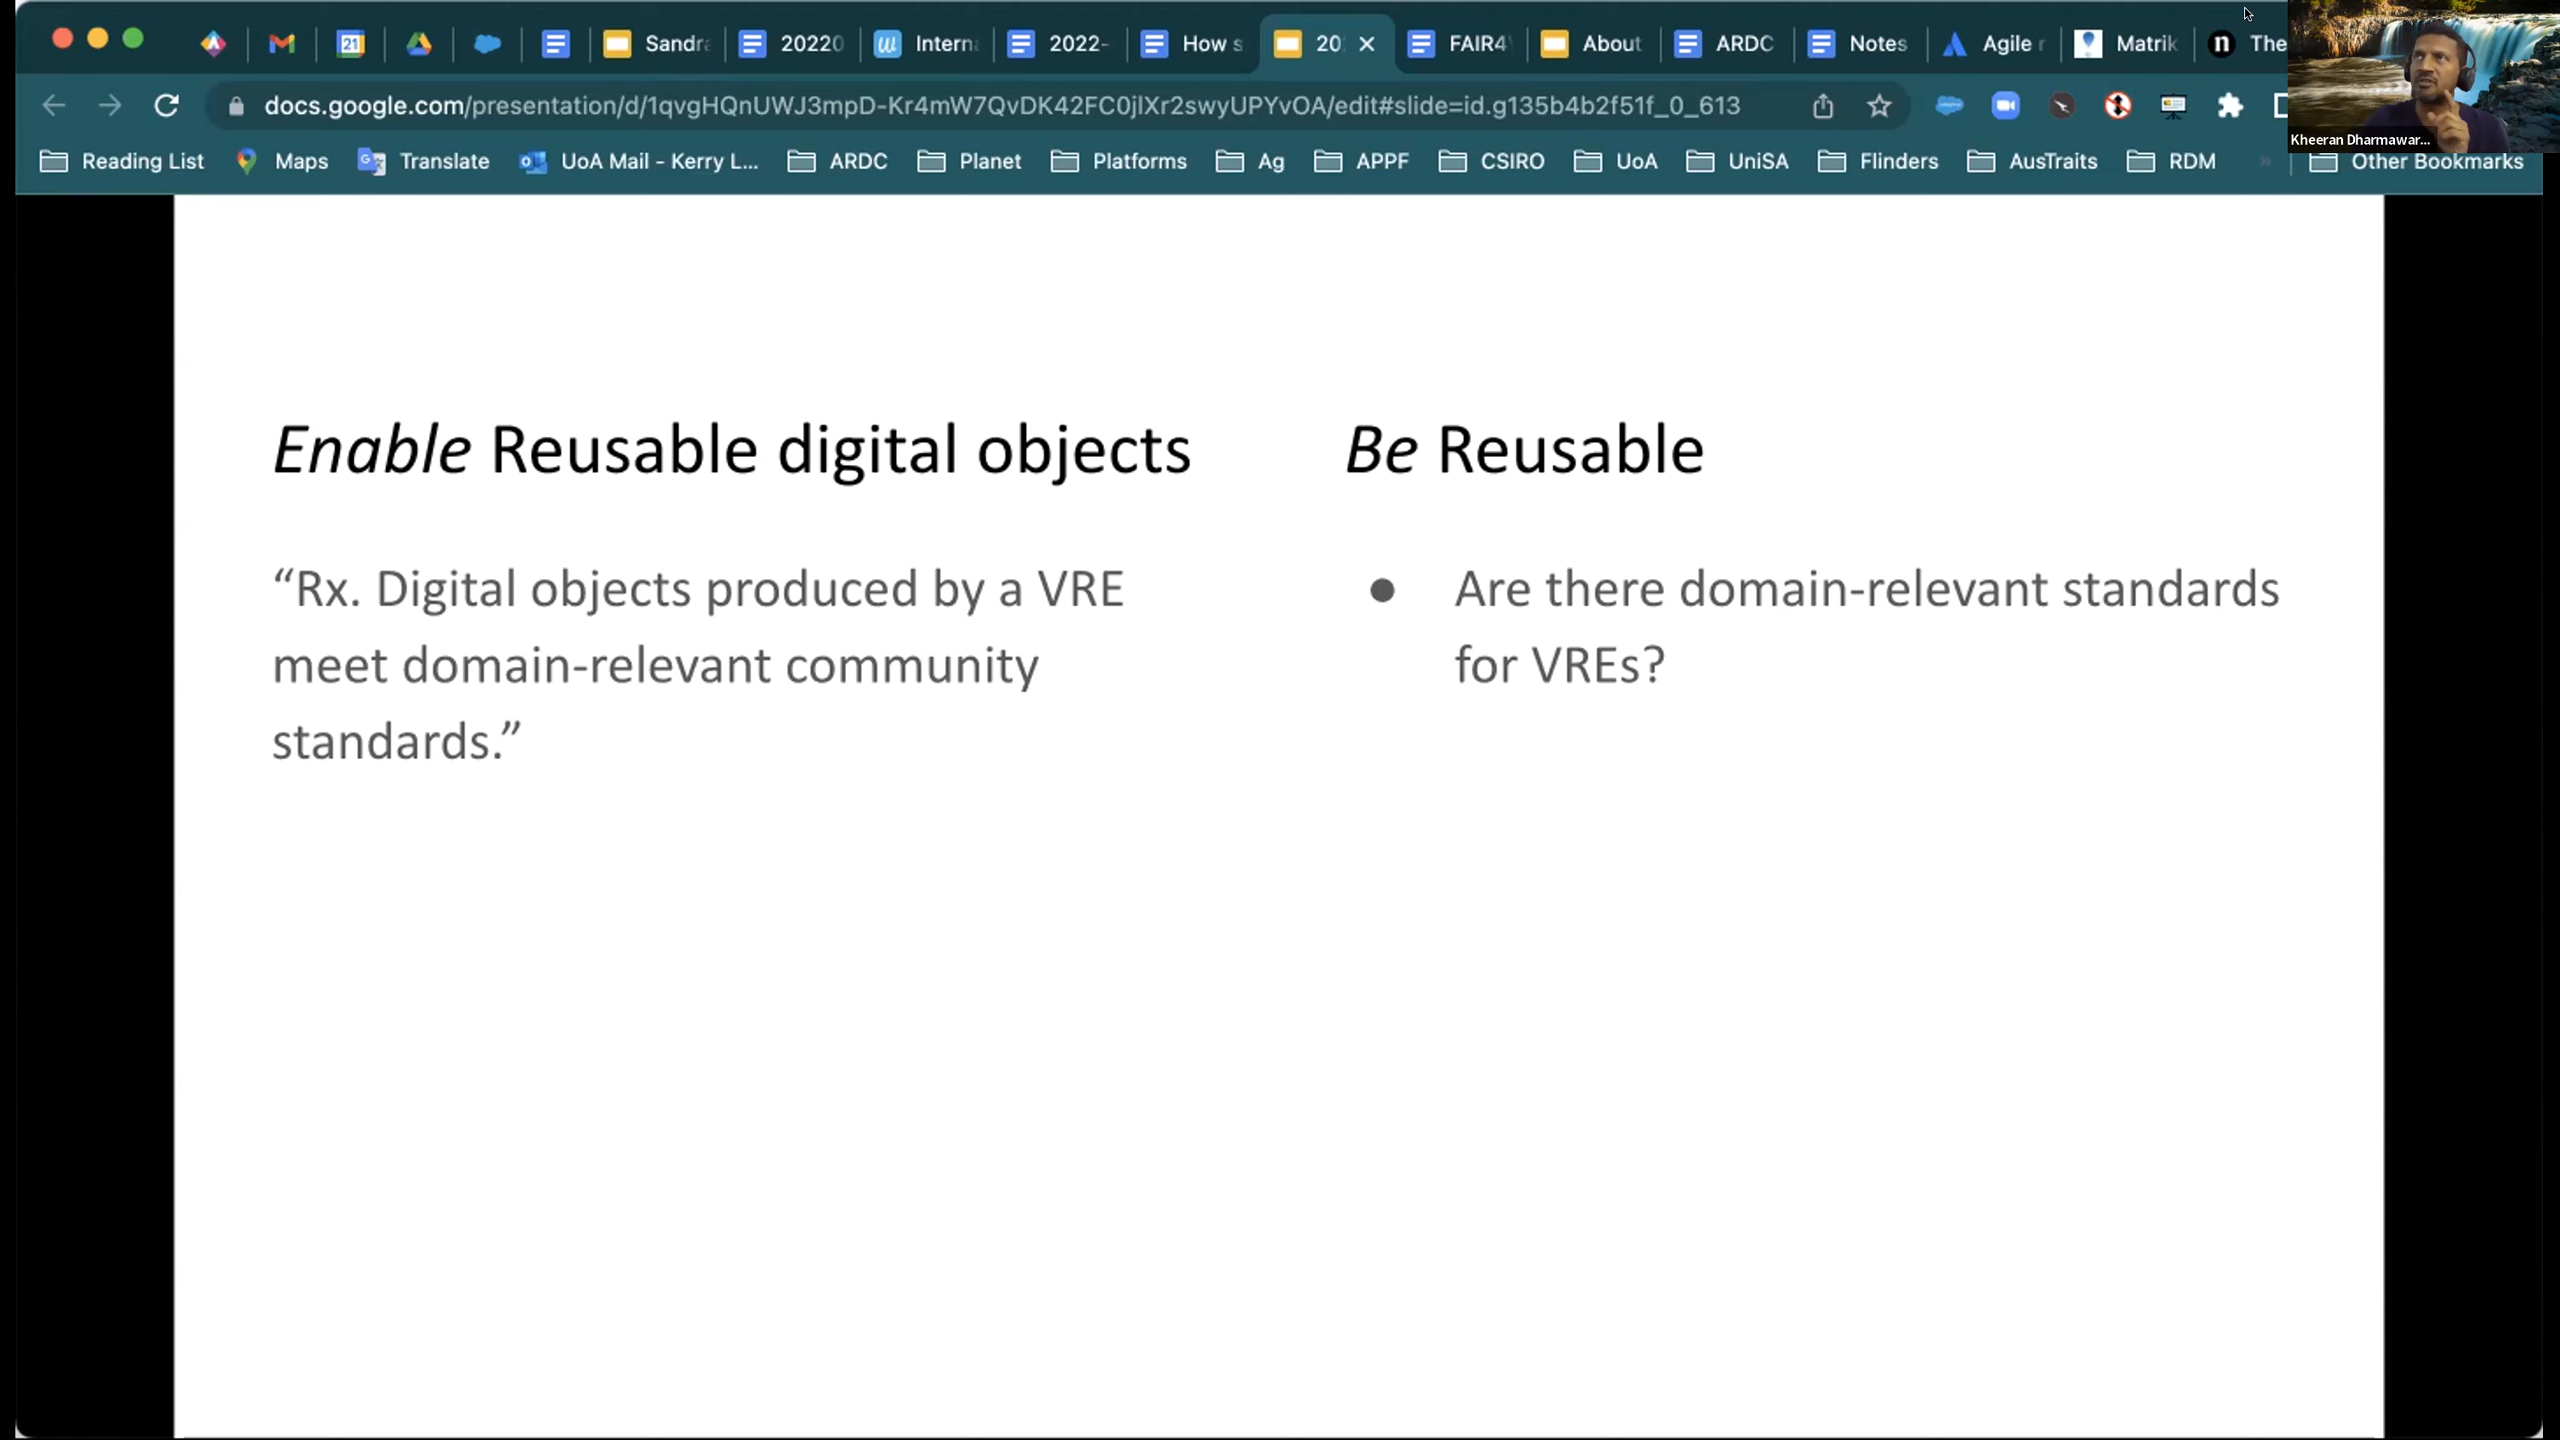 21 Sandra 20220 Intern 2022- How s 20 FAIR4 About ARDC Notes Agile r Matrik n The
docs.google.com/presentation/d/1qvgHQnUWJ3mpD-Kr4mW7QvDK42FC0jlXr2swyUPYvOA/edit#slide=id.g135b4b2f51f_0_613
Kheeran Dharmawar...
Reading List Maps Translate UoA Mail - Kerry L... ARDC Planet Platforms Ag APPF CSIRO UoA UniSA Flinders AusTraits RDM » Other Bookmarks
Enable Reusable digital objects
“Rx. Digital objects produced by a VRE
meet domain-relevant community
standards.”
Be Reusable
● Are there domain-relevant standards
for VREs?